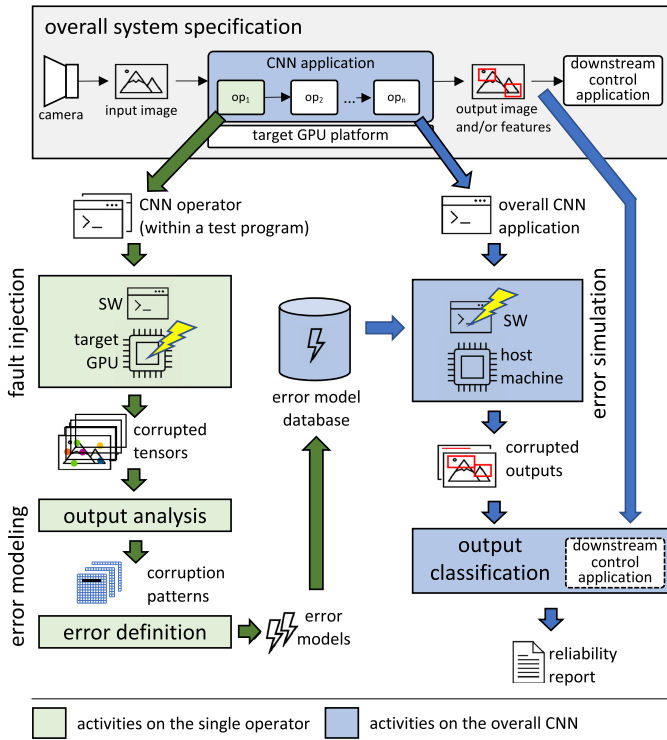 overall system specification
camera
input image
CNN application
op1
op2
...
opn
target GPU platform
output image
and/or features
downstream
control
application
CNN operator
(within a test program)
overall CNN
application
fault injection
SW
target
GPU
error model
database
SW
host
machine
error simulation
corrupted
tensors
corrupted
outputs
error modeling
output analysis
corruption
patterns
error definition
error
models
output
classification
downstream
control
application
reliability
report
activities on the single operator
activities on the overall CNN